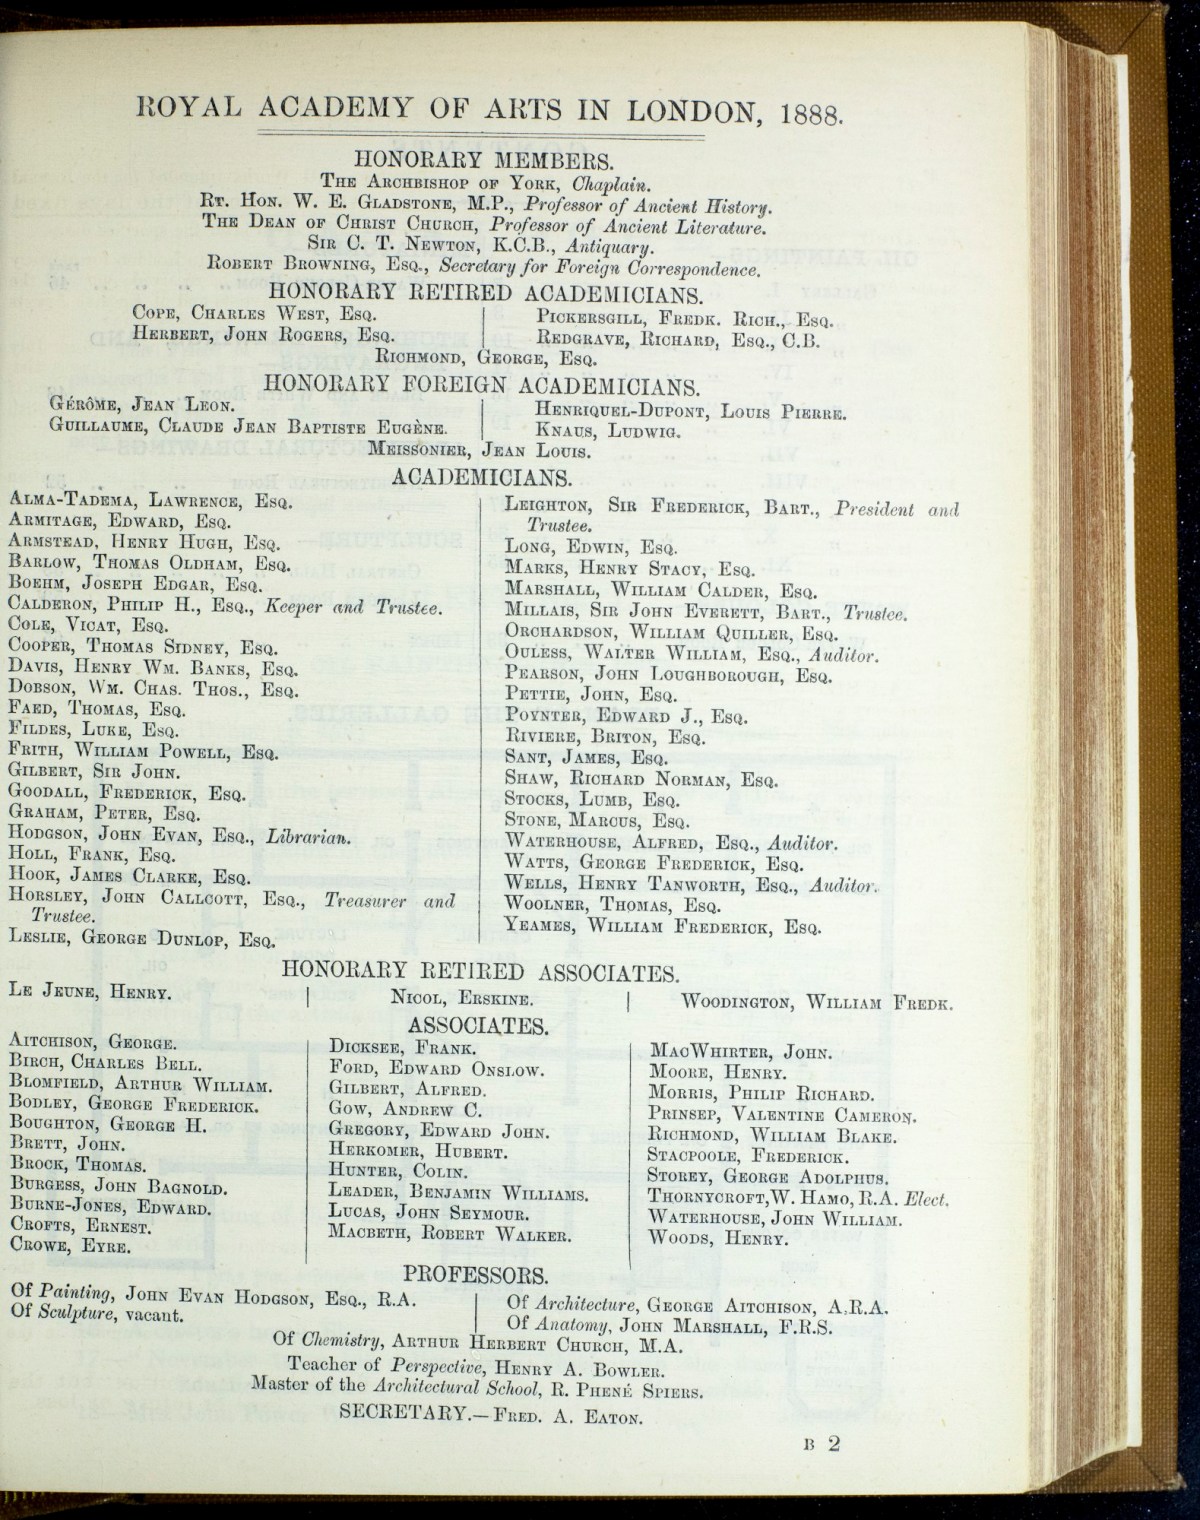 ROYAL ACADEMY OF ARTS IN LONDON, 1888.
HONORARY MEMBERS.
THE ARCHBISHOP OF YORK, Chaplain.
RT. HON. W. E. GLADSTONE, M.P., Professor of Ancient History.
THE DEAN OF CHRIST CHURCH, Professor of Ancient Literature.
SIR C. T. NEWTON, K.C.B., Antiquary.
ROBERT BROWNING, ESQ., Secretary for Foreign Correspondence.
HONORARY RETIRED ACADEMICIANS.
COPE, CHARLES WEST, ESQ.
HERBERT, JOHN ROGERS, ESQ.
PICKERSGILL, FREDK. RICH., ESQ.
REDGRAVE, RICHARD, ESQ., C.B.
RICHMOND, GEORGE, ESQ.
HONORARY FOREIGN ACADEMICIANS.
GÉRÔME, JEAN LEON.
GUILLAUME, CLAUDE JEAN BAPTISTE EUGÈNE.
HENRIQUEL-DUPONT, LOUIS PIERRE.
KNAUS, LUDWIG.
MEISSONIER, JEAN LOUIS.
ACADEMICIANS.
ALMA-TADEMA, LAWRENCE, ESQ.
ARMITAGE, EDWARD, ESQ.
ARMSTEAD, HENRY HUGH, ESQ.
BARLOW, THOMAS OLDHAM, ESQ.
BOEHM, JOSEPH EDGAR, ESQ.
CALDERON, PHILIP H., ESQ., Keeper and Trustee.
COLE, VICAT, ESQ.
COOPER, THOMAS SIDNEY, ESQ.
DAVIS, HENRY WM. BANKS, ESQ.
DOBSON, WM. CHAS. THOS., ESQ.
FAED, THOMAS, ESQ.
FILDES, LUKE, ESQ.
FRITH, WILLIAM POWELL, ESQ.
GILBERT, SIR JOHN.
GOODALL, FREDERICK, ESQ.
GRAHAM, PETER, ESQ.
HODGSON, JOHN EVAN, ESQ., Librarian.
HOLL, FRANK, ESQ.
HOOK, JAMES CLARKE, ESQ.
HORSLEY, JOHN CALLCOTT, ESQ., Treasurer and
Trustee.
LESLIE, GEORGE DUNLOP, ESQ.
LEIGHTON, SIR FREDERICK, BART., President and
Trustee.
LONG, EDWIN, ESQ.
MARKS, HENRY STACY, ESQ.
MARSHALL, WILLIAM CALDER, ESQ.
MILLAIS, SIR JOHN EVERETT, BART., Trustee.
ORCHARDSON, WILLIAM QUILLER, ESQ.
OULESS, WALTER WILLIAM, ESQ., Auditor.
PEARSON, JOHN LOUGHBOROUGH, ESQ.
PETTIE, JOHN, ESQ.
POYNTER, EDWARD J., ESQ.
RIVIERE, BRITON, ESQ.
SANT, JAMES, ESQ.
SHAW, RICHARD NORMAN, ESQ.
STOCKS, LUMB, ESQ.
STONE, MARCUS, ESQ.
WATERHOUSE, ALFRED, ESQ., Auditor.
WATTS, GEORGE FREDERICK, ESQ.
WELLS, HENRY TANWORTH, ESQ., Auditor.
WOOLNER, THOMAS, ESQ.
YEAMES, WILLIAM FREDERICK, ESQ.
HONORARY RETIRED ASSOCIATES.
LE JEUNE, HENRY.
NICOL, ERSKINE.
WOODINGTON, WILLIAM FREDK.
ASSOCIATES.
AITCHISON, GEORGE.
BIRCH, CHARLES BELL.
BLOMFIELD, ARTHUR WILLIAM.
BODLEY, GEORGE FREDERICK.
BOUGHTON, GEORGE H.
BRETT, JOHN.
BROCK, THOMAS.
BURGESS, JOHN BAGNOLD.
BURNE-JONES, EDWARD.
CROFTS, ERNEST.
CROWE, EYRE.
DICKSEE, FRANK.
FORD, EDWARD ONSLOW.
GILBERT, ALFRED.
GOW, ANDREW C.
GREGORY, EDWARD JOHN.
HERKOMER, HUBERT.
HUNTER, COLIN.
LEADER, BENJAMIN WILLIAMS.
LUCAS, JOHN SEYMOUR.
MACBETH, ROBERT WALKER.
MACWHIRTER, JOHN.
MOORE, HENRY.
MORRIS, PHILIP RICHARD.
PRINSEP, VALENTINE CAMERON.
RICHMOND, WILLIAM BLAKE.
STACPOOLE, FREDERICK.
STOREY, GEORGE ADOLPHUS.
THORNYCROFT, W. HAMO, R.A. Elect.
WATERHOUSE, JOHN WILLIAM.
WOODS, HENRY.
PROFESSORS.
Of Painting, JOHN EVAN HODGSON, ESQ., R.A.
Of Sculpture, vacant.
Of Architecture, GEORGE AITCHISON, A.R.A.
Of Anatomy, JOHN MARSHALL, F.R.S.
Of Chemistry, ARTHUR HERBERT CHURCH, M.A.
Teacher of Perspective, HENRY A. BOWLER.
Master of the Architectural School, R. PHENÉ SPIERS.
SECRETARY.—FRED. A. EATON.
B 2